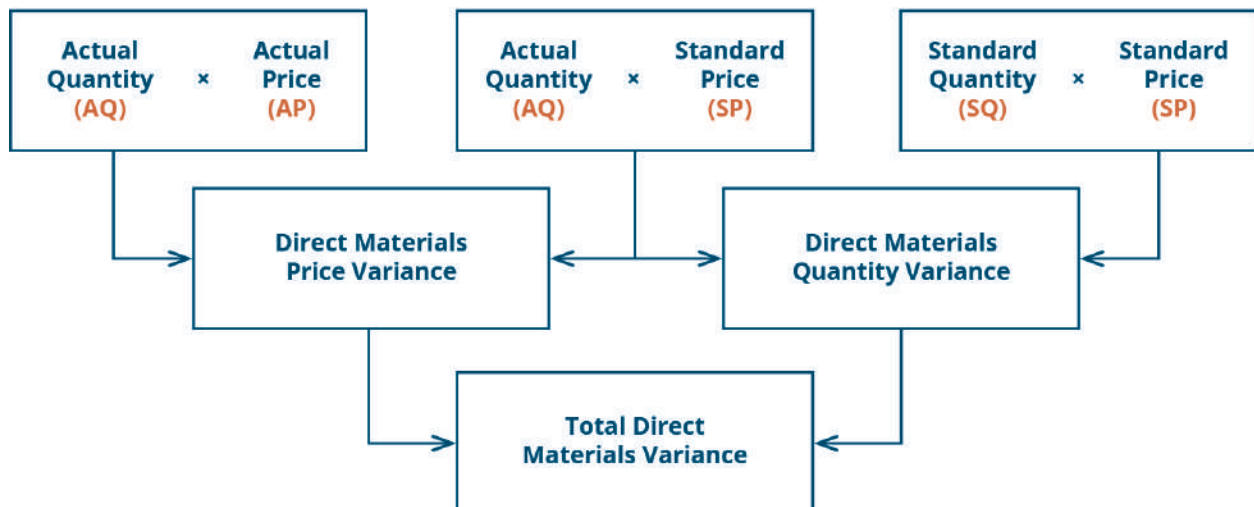 Actual Quantity (AQ) × Actual Price (AP)
Actual Quantity (AQ) × Standard Price (SP)
Standard Quantity (SQ) × Standard Price (SP)
Direct Materials
Price Variance
Direct Materials
Quantity Variance
Total Direct
Materials Variance